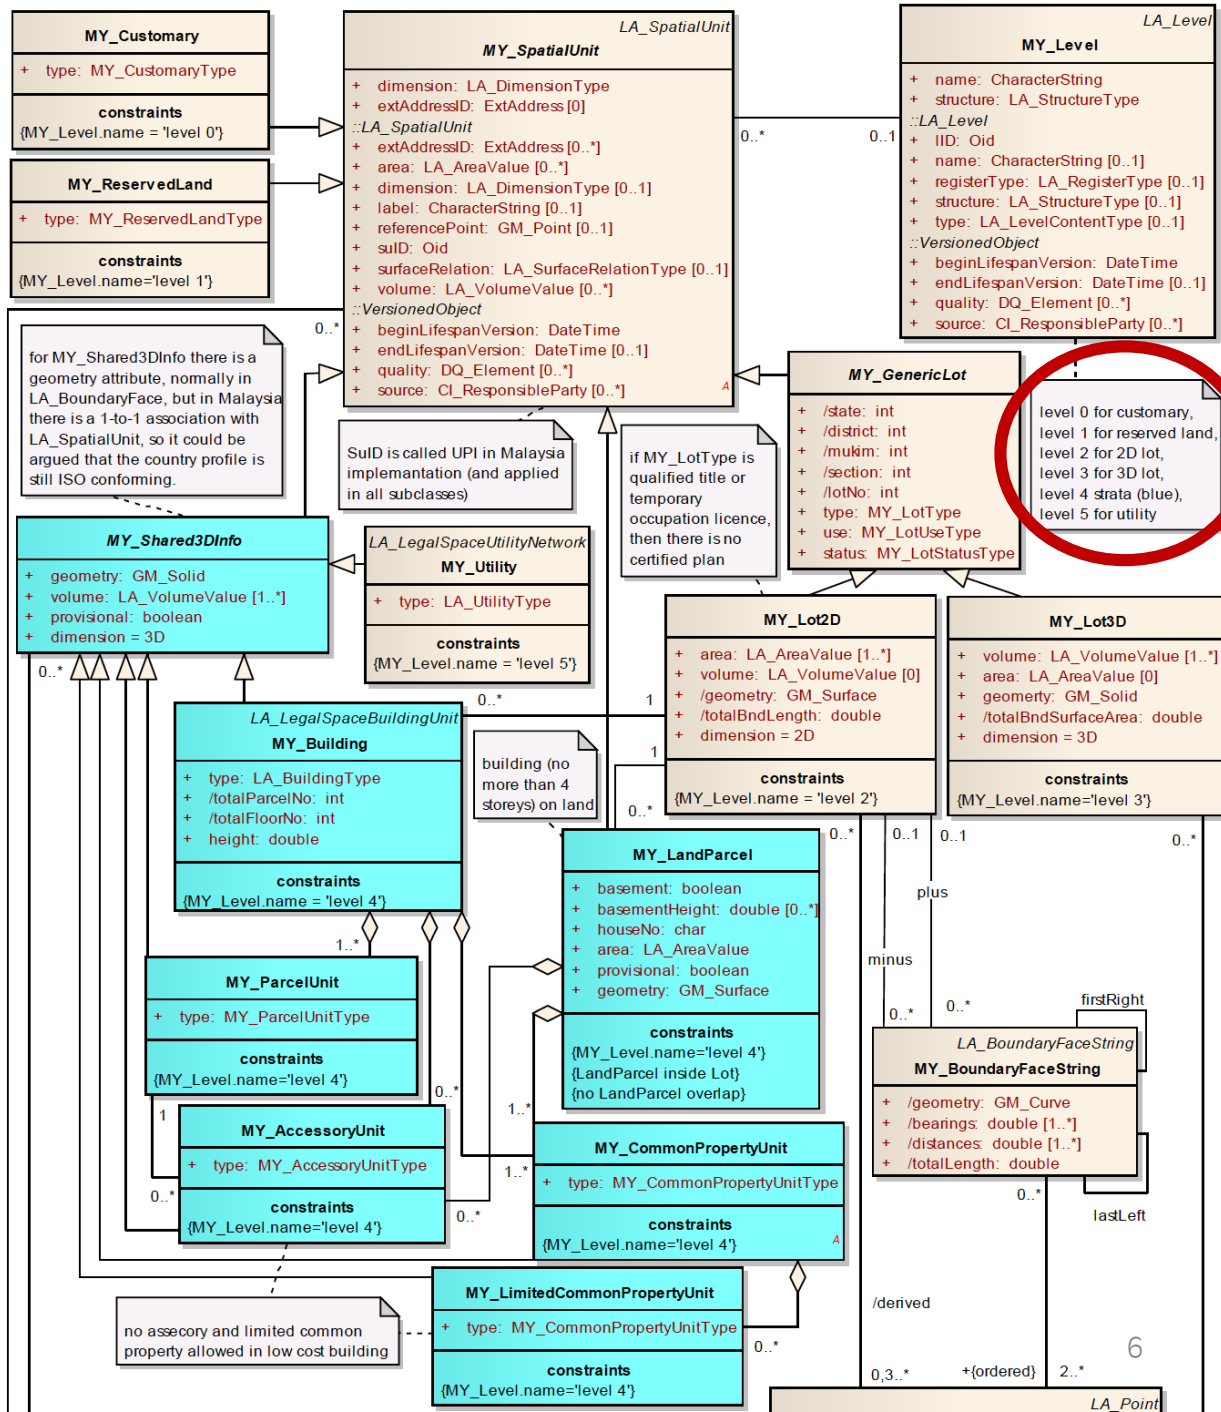 MY_Customary
+ type: MY_CustomaryType
constraints
{MY_Level.name = 'level 0'}
MY_ReservedLand
+ type: MY_ReservedLandType
constraints
{MY_Level.name='level 1'}
LA_SpatialUnit
MY_SpatialUnit
+ dimension: LA_DimensionType
+ extAddressID: ExtAddress [0]
::LA_SpatialUnit
+ extAddressID: ExtAddress [0..*]
+ area: LA_AreaValue [0..*]
+ dimension: LA_DimensionType [0..1]
+ label: CharacterString [0..1]
+ referencePoint: GM_Point [0..1]
+ suID: Oid
+ surfaceRelation: LA_SurfaceRelationType [0..1]
+ volume: LA_VolumeValue [0..*]
::VersionedObject
+ beginLifespanVersion: DateTime
+ endLifespanVersion: DateTime [0..1]
+ quality: DQ_Element [0..*]
+ source: CI_ResponsibleParty [0..*]
A
0..*
0..1
LA_Level
MY_Level
+ name: CharacterString
+ structure: LA_StructureType
::LA_Level
+ lID: Oid
+ name: CharacterString [0..1]
+ registerType: LA_RegisterType [0..1]
+ structure: LA_StructureType [0..1]
+ type: LA_LevelContentType [0..1]
::VersionedObject
+ beginLifespanVersion: DateTime
+ endLifespanVersion: DateTime [0..1]
+ quality: DQ_Element [0..*]
+ source: CI_ResponsibleParty [0..*]
0..*
for MY_Shared3DInfo there is a
geometry attribute, normally in
LA_BoundaryFace, but in Malaysia
there is a 1-to-1 association with
LA_SpatialUnit, so it could be
argued that the country profile is
still ISO conforming.
SuID is called UPI in Malaysia
implemantation (and applied
in all subclasses)
if MY_LotType is
qualified title or
temporary
occupation licence,
then there is no
certified plan
MY_GenericLot
+ /state: int
+ /district: int
+ /mukim: int
+ /section: int
+ /lotNo: int
+ type: MY_LotType
+ use: MY_LotUseType
+ status: MY_LotStatusType
level 0 for customary,
level 1 for reserved land,
level 2 for 2D lot,
level 3 for 3D lot,
level 4 strata (blue),
level 5 for utility
MY_Shared3DInfo
+ geometry: GM_Solid
+ volume: LA_VolumeValue [1..*]
+ provisional: boolean
+ dimension = 3D
0..*
LA_LegalSpaceUtilityNetwork
MY_Utility
+ type: LA_UtilityType
constraints
{MY_Level.name = 'level 5'}
MY_Lot2D
+ area: LA_AreaValue [1..*]
+ volume: LA_VolumeValue [0]
+ /geometry: GM_Surface
+ /totalBndLength: double
+ dimension = 2D
constraints
{MY_Level.name = 'level 2'}
MY_Lot3D
+ volume: LA_VolumeValue [1..*]
+ area: LA_AreaValue [0]
+ geomerty: GM_Solid
+ /totalBndSurfaceArea: double
+ dimension = 3D
constraints
{MY_Level.name='level 3'}
0..*
1
1
0..*
LA_LegalSpaceBuildingUnit
MY_Building
+ type: LA_BuildingType
+ /totalParcelNo: int
+ /totalFloorNo: int
+ height: double
constraints
{MY_Level.name = 'level 4'}
building (no
more than 4
storeys) on land
0..*
0..1
0..1
0..*
MY_LandParcel
+ basement: boolean
+ basementHeight: double [0..*]
+ houseNo: char
+ area: LA_AreaValue
+ provisional: boolean
+ geometry: GM_Surface
constraints
{MY_Level.name='level 4'}
{LandParcel inside Lot}
{no LandParcel overlap}
plus
minus
firstRight
0..*
0..*
1..*
MY_ParcelUnit
+ type: MY_ParcelUnitType
constraints
{MY_Level.name='level 4'}
LA_BoundaryFaceString
MY_BoundaryFaceString
+ /geometry: GM_Curve
+ /bearings: double [1..*]
+ /distances: double [1..*]
+ /totalLength: double
0..*
lastLeft
1
0..*
1..*
MY_AccessoryUnit
+ type: MY_AccessoryUnitType
constraints
{MY_Level.name='level 4'}
0..*
0..*
1..*
MY_CommonPropertyUnit
+ type: MY_CommonPropertyUnitType
constraints
{MY_Level.name='level 4'}
A
MY_LimitedCommonPropertyUnit
+ type: MY_CommonPropertyUnitType
constraints
{MY_Level.name='level 4'}
0..*
no assecory and limited common
property allowed in low cost building
/derived
6
0,3..*
+{ordered}
2..*
LA_Point